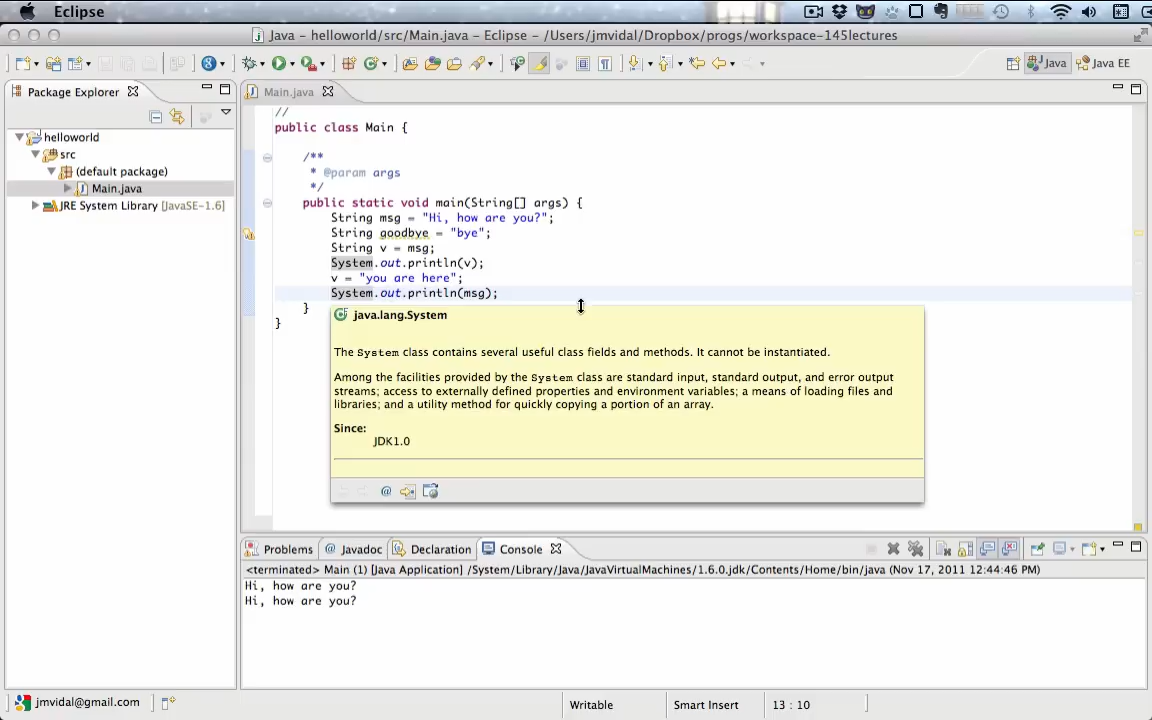 Eclipse
Java - helloworld/src/Main.java - Eclipse - /Users/jmvidal/Dropbox/progs/workspace-145lectures
Java
Java EE
Package Explorer
helloworld
src
(default package)
Main.java
JRE System Library [JavaSE-1.6]
Main.java
//
public class Main {
/**
* @param args
*/
public static void main(String[] args) {
String msg = "Hi, how are you?";
String goodbye = "bye";
String v = msg;
System.out.println(v);
v = "you are here";
System.out.println(msg);
}
}
java.lang.System
The System class contains several useful class fields and methods. It cannot be instantiated.
Among the facilities provided by the System class are standard input, standard output, and error output
streams; access to externally defined properties and environment variables; a means of loading files and
libraries; and a utility method for quickly copying a portion of an array.
Since:
JDK1.0
Problems
@ Javadoc
Declaration
Console
<terminated> Main (1) [Java Application] /System/Library/Java/JavaVirtualMachines/1.6.0.jdk/Contents/Home/bin/java (Nov 17, 2011 12:44:46 PM)
Hi, how are you?
Hi, how are you?
jmvidal@gmail.com
Writable
Smart Insert
13 : 10